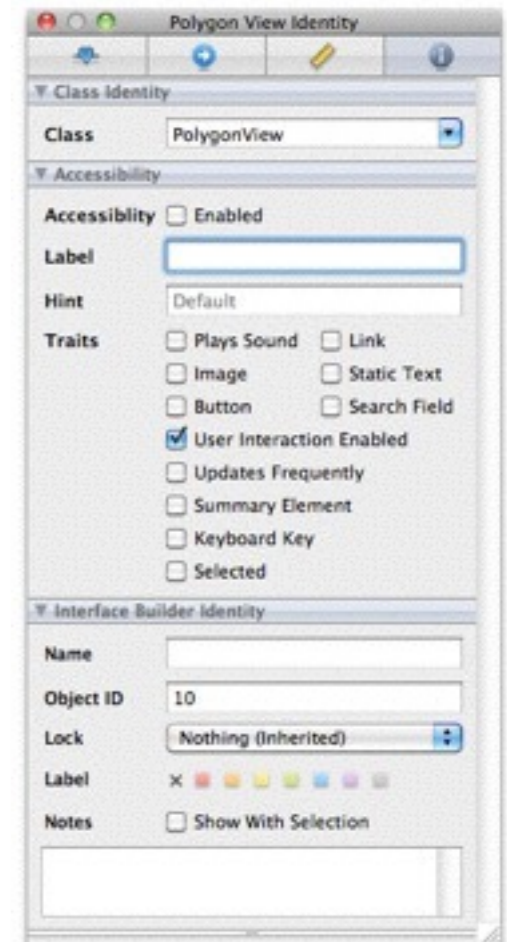 Polygon View Identity
Class Identity
Class PolygonView
Accessibility
Accessiblity Enabled
Label
Hint Default
Traits Plays Sound Link
Image Static Text
Button Search Field
User Interaction Enabled
Updates Frequently
Summary Element
Keyboard Key
Selected
Interface Builder Identity
Name
Object ID 10
Lock Nothing (Inherited)
Label
Notes Show With Selection